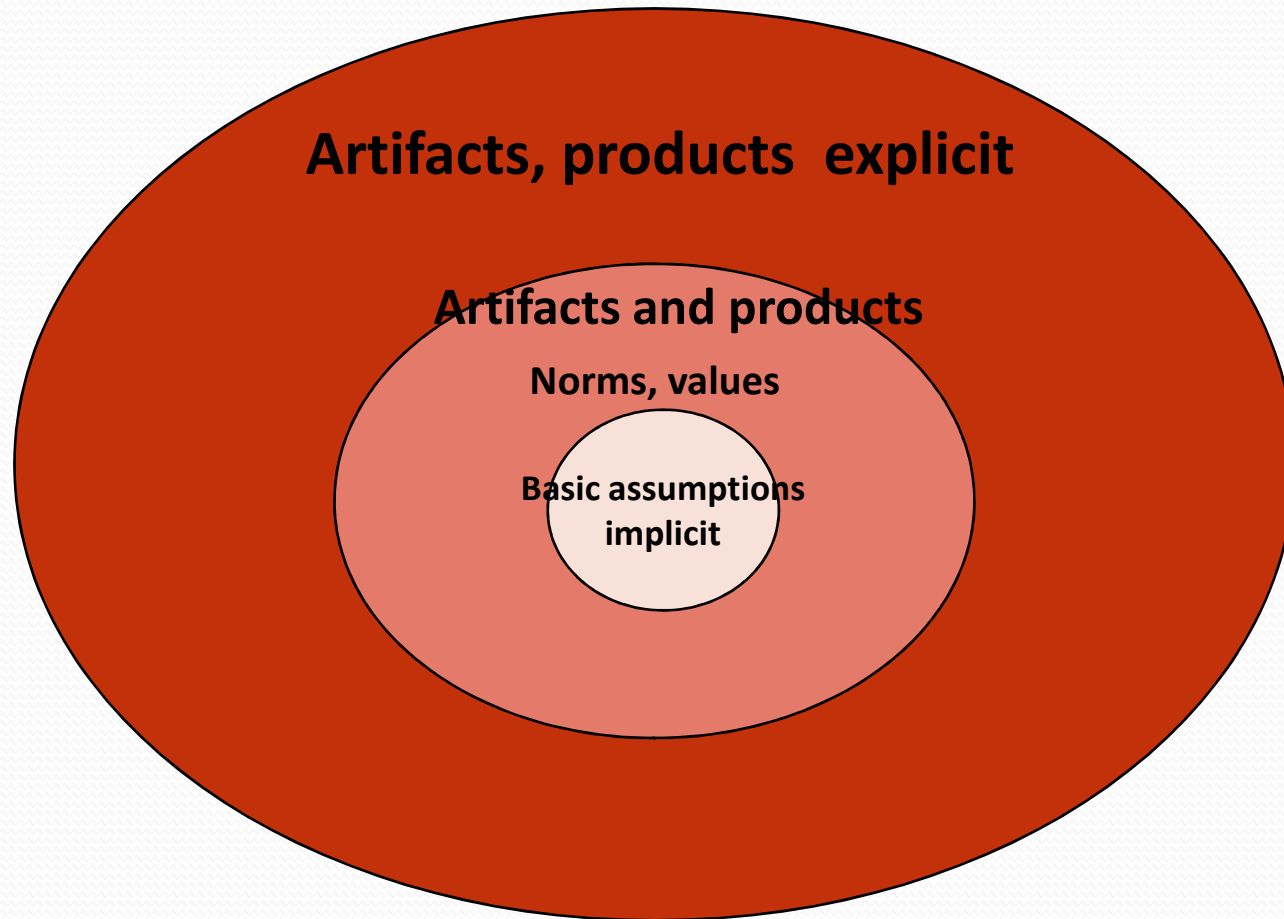 Artifacts, products  explicit
Artifacts and products
Norms, values
Basic assumptions
implicit